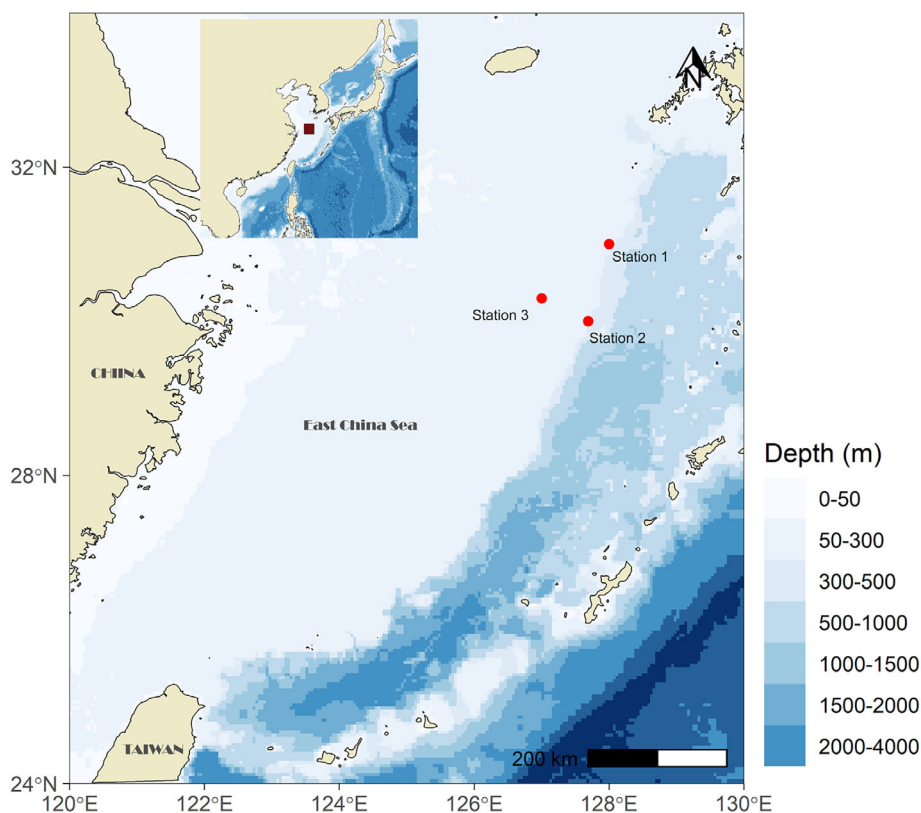 N
32°N
Station 1
Station 3
Station 2
CHINA
East China Sea
28°N
Depth (m)
0-50
50-300
300-500
500-1000
1000-1500
1500-2000
2000-4000
TAIWAN
200 km
24°N
120°E 122°E 124°E 126°E 128°E 130°E